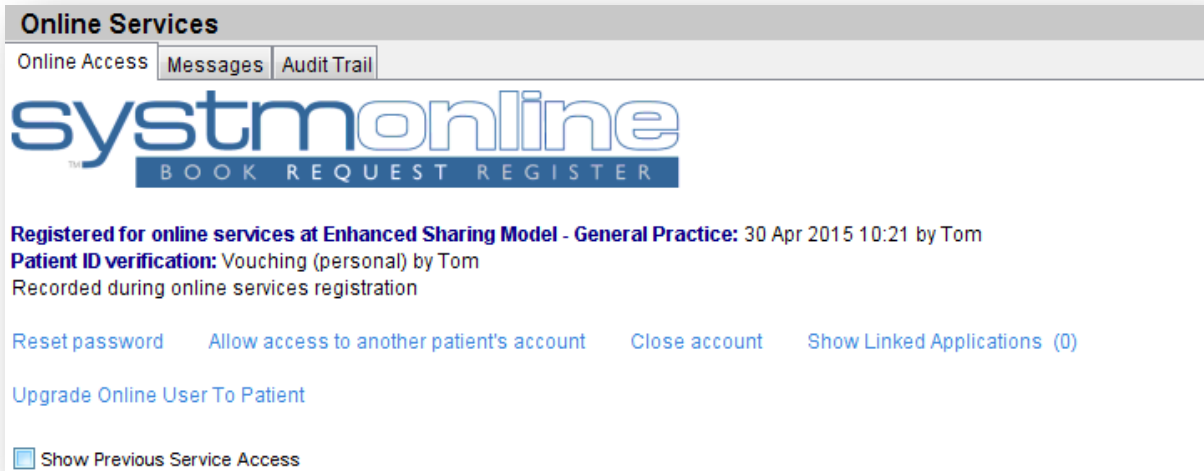 Online Services
Online Access Messages Audit Trail
systmonline
TM
BOOK REQUEST REGISTER
Registered for online services at Enhanced Sharing Model - General Practice: 30 Apr 2015 10:21 by Tom
Patient ID verification: Vouching (personal) by Tom
Recorded during online services registration
Reset password Allow access to another patient's account Close account Show Linked Applications (0)
Upgrade Online User To Patient
Show Previous Service Access